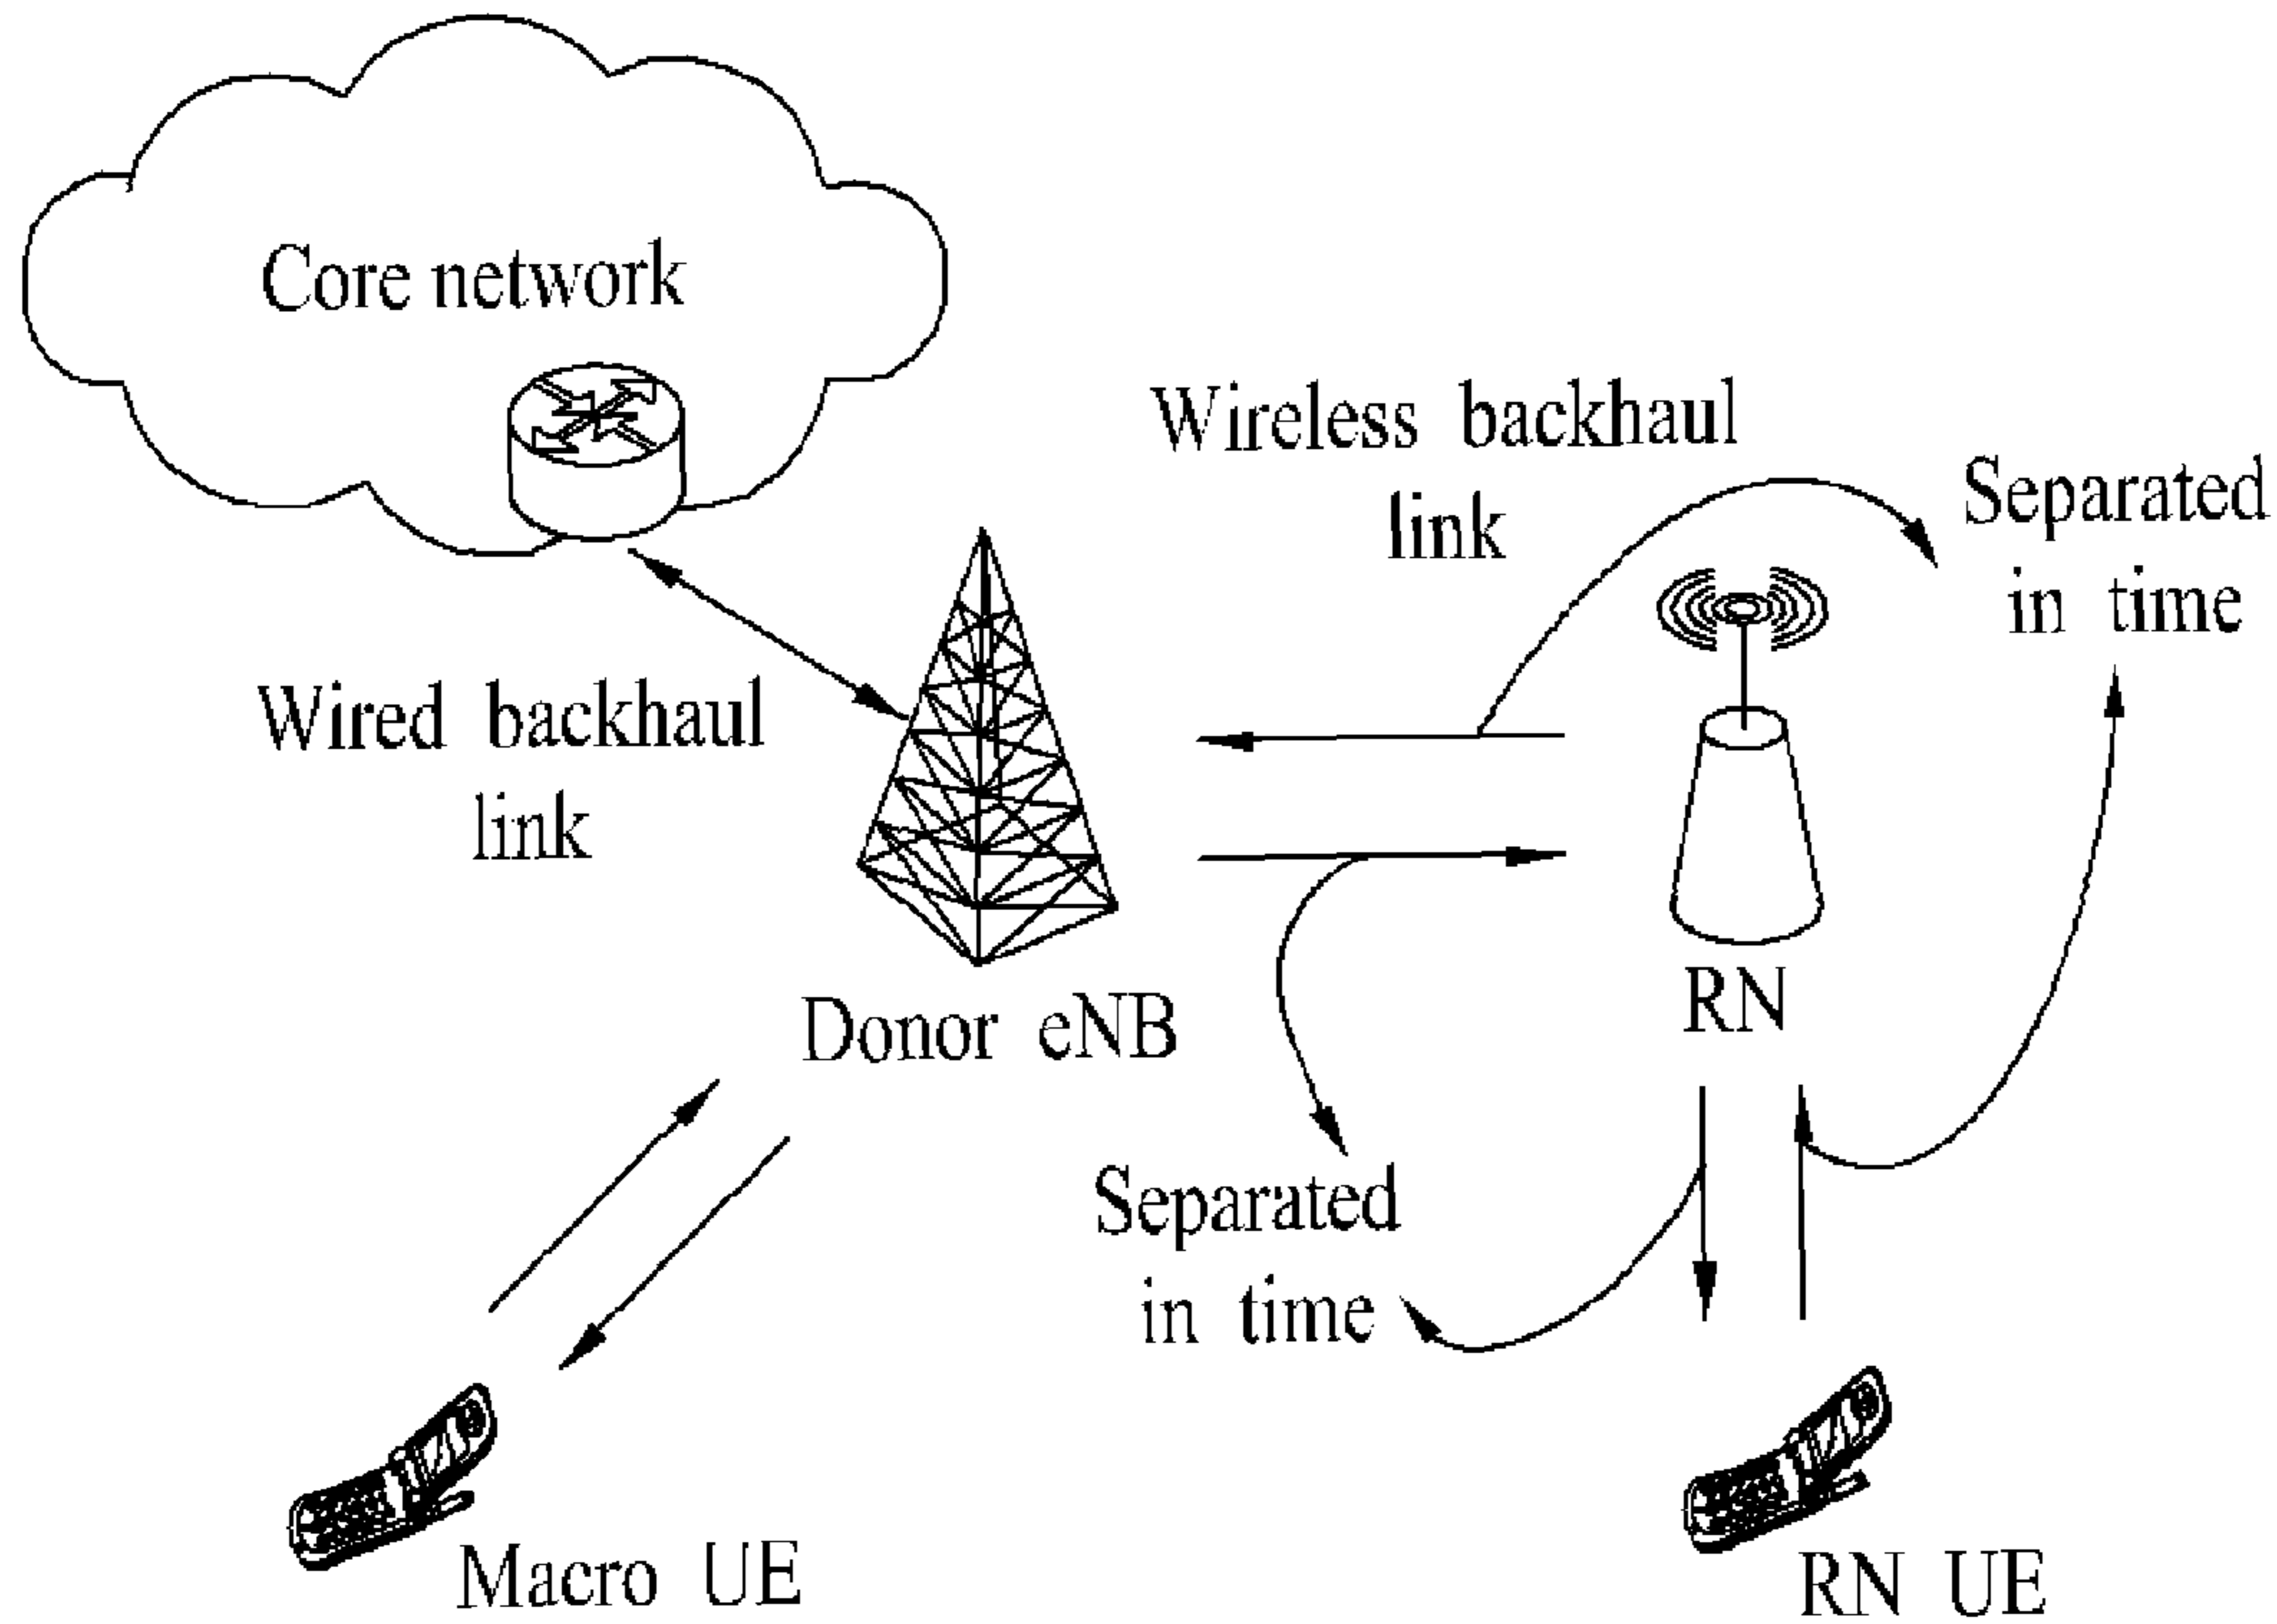 Core network
Wireless backhaul
link
Separated
in time
Wired backhaul
link
RN
Donor eNB
Separated
in time
Macro UE
RN UE